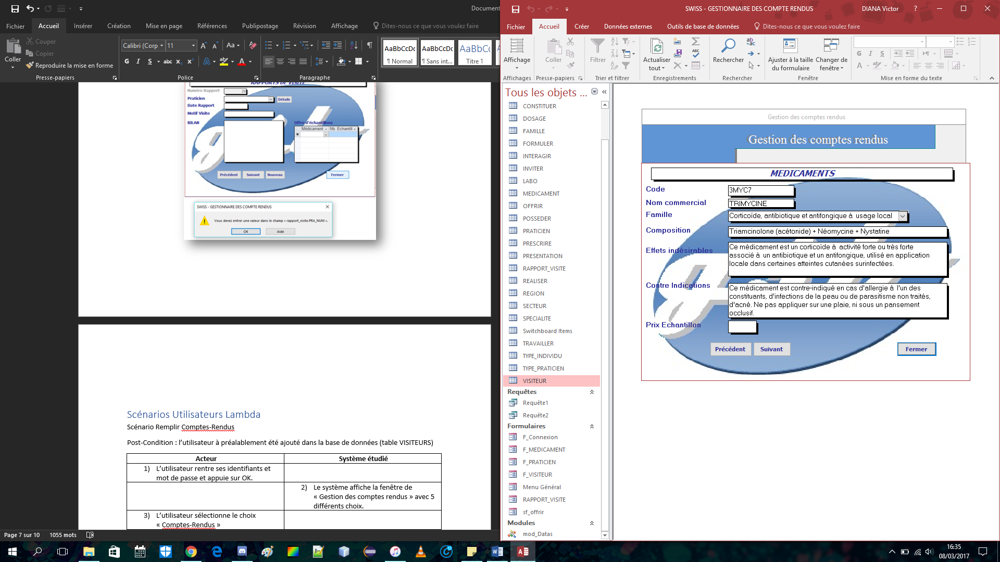 Document
Fichier
Accueil
Insérer
Création
Mise en page
Références
Publipostage
Révision
Affichage
Dites-nous ce que vous voulez faire
Coller
Couper
Copier
Reproduire la mise en forme
Presse-papiers
Calibri (Corp
11
Police
Paragraphe
AaBbCcDc
¶ Normal
AaBbCcDc
¶ Sans int...
AaBbC
Titre 1
RAPPORTS DE VISITE
Numéro Rapport
Praticien
Détails
Date Rapport
Motif Visite
BILAN
Offre d'échantillons
Médicament
Nb. Echantill
Précédent
Suivant
Nouveau
Fermer
SWISS - GESTIONNAIRE DES COMPTE RENDUS
Vous devez entrer une valeur dans le champ « rapport_visite.PRA_NUM ».
OK
Aide
Scénarios Utilisateurs Lambda
Scénario Remplir Comptes-Rendus
Post-Condition : l’utilisateur à préalablement été ajouté dans la base de données (table VISITEURS)
Acteur
Système étudié
1) L’utilisateur rentre ses identifiants et
mot de passe et appuie sur OK.
2) Le système affiche la fenêtre de
« Gestion des comptes rendus » avec 5
différents choix.
3) L’utilisateur sélectionne le choix
« Comptes-Rendus »
Page 7 sur 10
1055 mots
SWISS - GESTIONNAIRE DES COMPTE RENDUS
DIANA Victor
?
Fichier
Accueil
Créer
Données externes
Outils de base de données
Dites-nous ce que vous voulez faire
Affichage
Affichages
Coller
Presse-papiers
Filtrer
Trier et filtrer
Actualiser
tout
Enregistrements
Rechercher
Rechercher
Ajuster à la taille
du formulaire
Changer de
fenêtre
Fenêtre
Mise en forme du texte
Tous les objets ...
CONSTITUER
DOSAGE
FAMILLE
FORMULER
INTERAGIR
INVITER
LABO
MEDICAMENT
OFFRIR
POSSEDER
PRATICIEN
PRESCRIRE
PRESENTATION
RAPPORT_VISITE
REALISER
REGION
SECTEUR
SPECIALITE
Switchboard Items
TRAVAILLER
TYPE_INDIVIDU
TYPE_PRATICIEN
VISITEUR
Requêtes
Requête1
Requête2
Formulaires
F_Connexion
F_MEDICAMENT
F_PRATICIEN
F_VISITEUR
Menu Général
RAPPORT_VISITE
sf_offrir
Modules
mod_Datas
Gestion des comptes rendus
Gestion des comptes rendus
MEDICAMENTS
Code
3MYC7
Nom commercial
TRIMYCINE
Famille
Corticoïde, antibiotique et antifongique à usage local
Composition
Triamcinolone (acétonide) + Néomycine + Nystatine
Effets indésirables
Ce médicament est un corticoïde à activité forte ou très forte
associé à un antibiotique et un antifongique, utilisé en application
locale dans certaines atteintes cutanées surinfectées.
Contre Indications
Ce médicament est contre-indiqué en cas d'allergie à l'un des
constituants, d'infections de la peau ou de parasitisme non traités,
d'acné. Ne pas appliquer sur une plaie, ni sous un pansement
occlusif.
Prix Echantillon
Précédent
Suivant
Fermer
16:35
08/03/2017